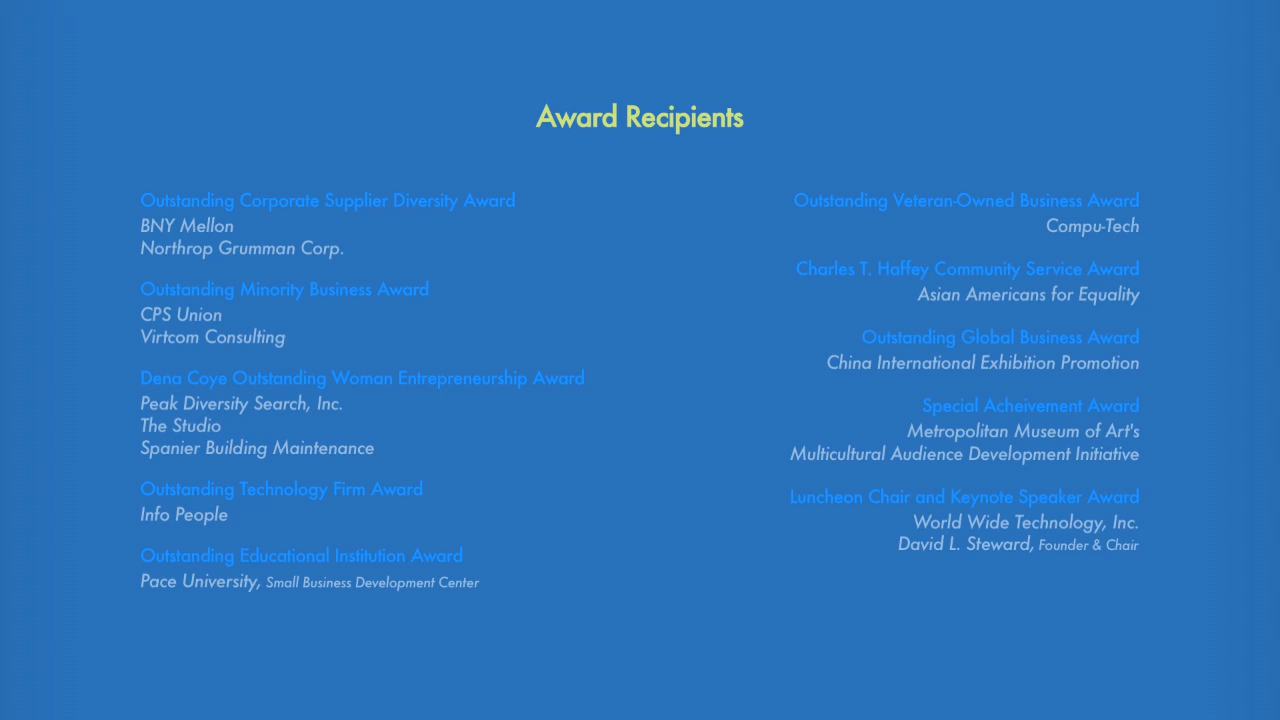 Award Recipients
Outstanding Corporate Supplier Diversity Award
BNY Mellon
Northrop Grumman Corp.
Outstanding Minority Business Award
CPS Union
Virtcom Consulting
Dena Coye Outstanding Woman Entrepreneurship Award
Peak Diversity Search, Inc.
The Studio
Spanier Building Maintenance
Outstanding Technology Firm Award
Info People
Outstanding Educational Institution Award
Pace University, Small Business Development Center
Outstanding Veteran-Owned Business Award
Compu-Tech
Charles T. Haffey Community Service Award
Asian Americans for Equality
Outstanding Global Business Award
China International Exhibition Promotion
Special Acheivement Award
Metropolitan Museum of Art's
Multicultural Audience Development Initiative
Luncheon Chair and Keynote Speaker Award
World Wide Technology, Inc.
David L. Steward, Founder & Chair